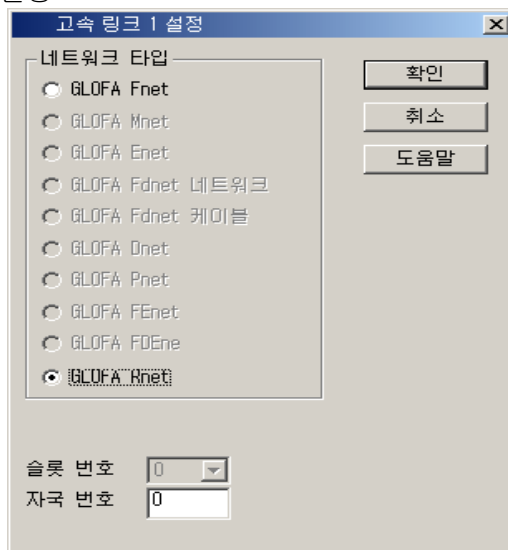 고속 링크 1 설정
네트워크 타입
GLOFA Fnet
GLOFA Mnet
GLOFA Enet
GLOFA Fdnet 네트워크
GLOFA Fdnet 케이블
GLOFA Dnet
GLOFA Pnet
GLOFA FEnet
GLOFA FDEne
GLOFA Rnet
확인
취소
도움말
슬롯 번호 0
자국 번호 0